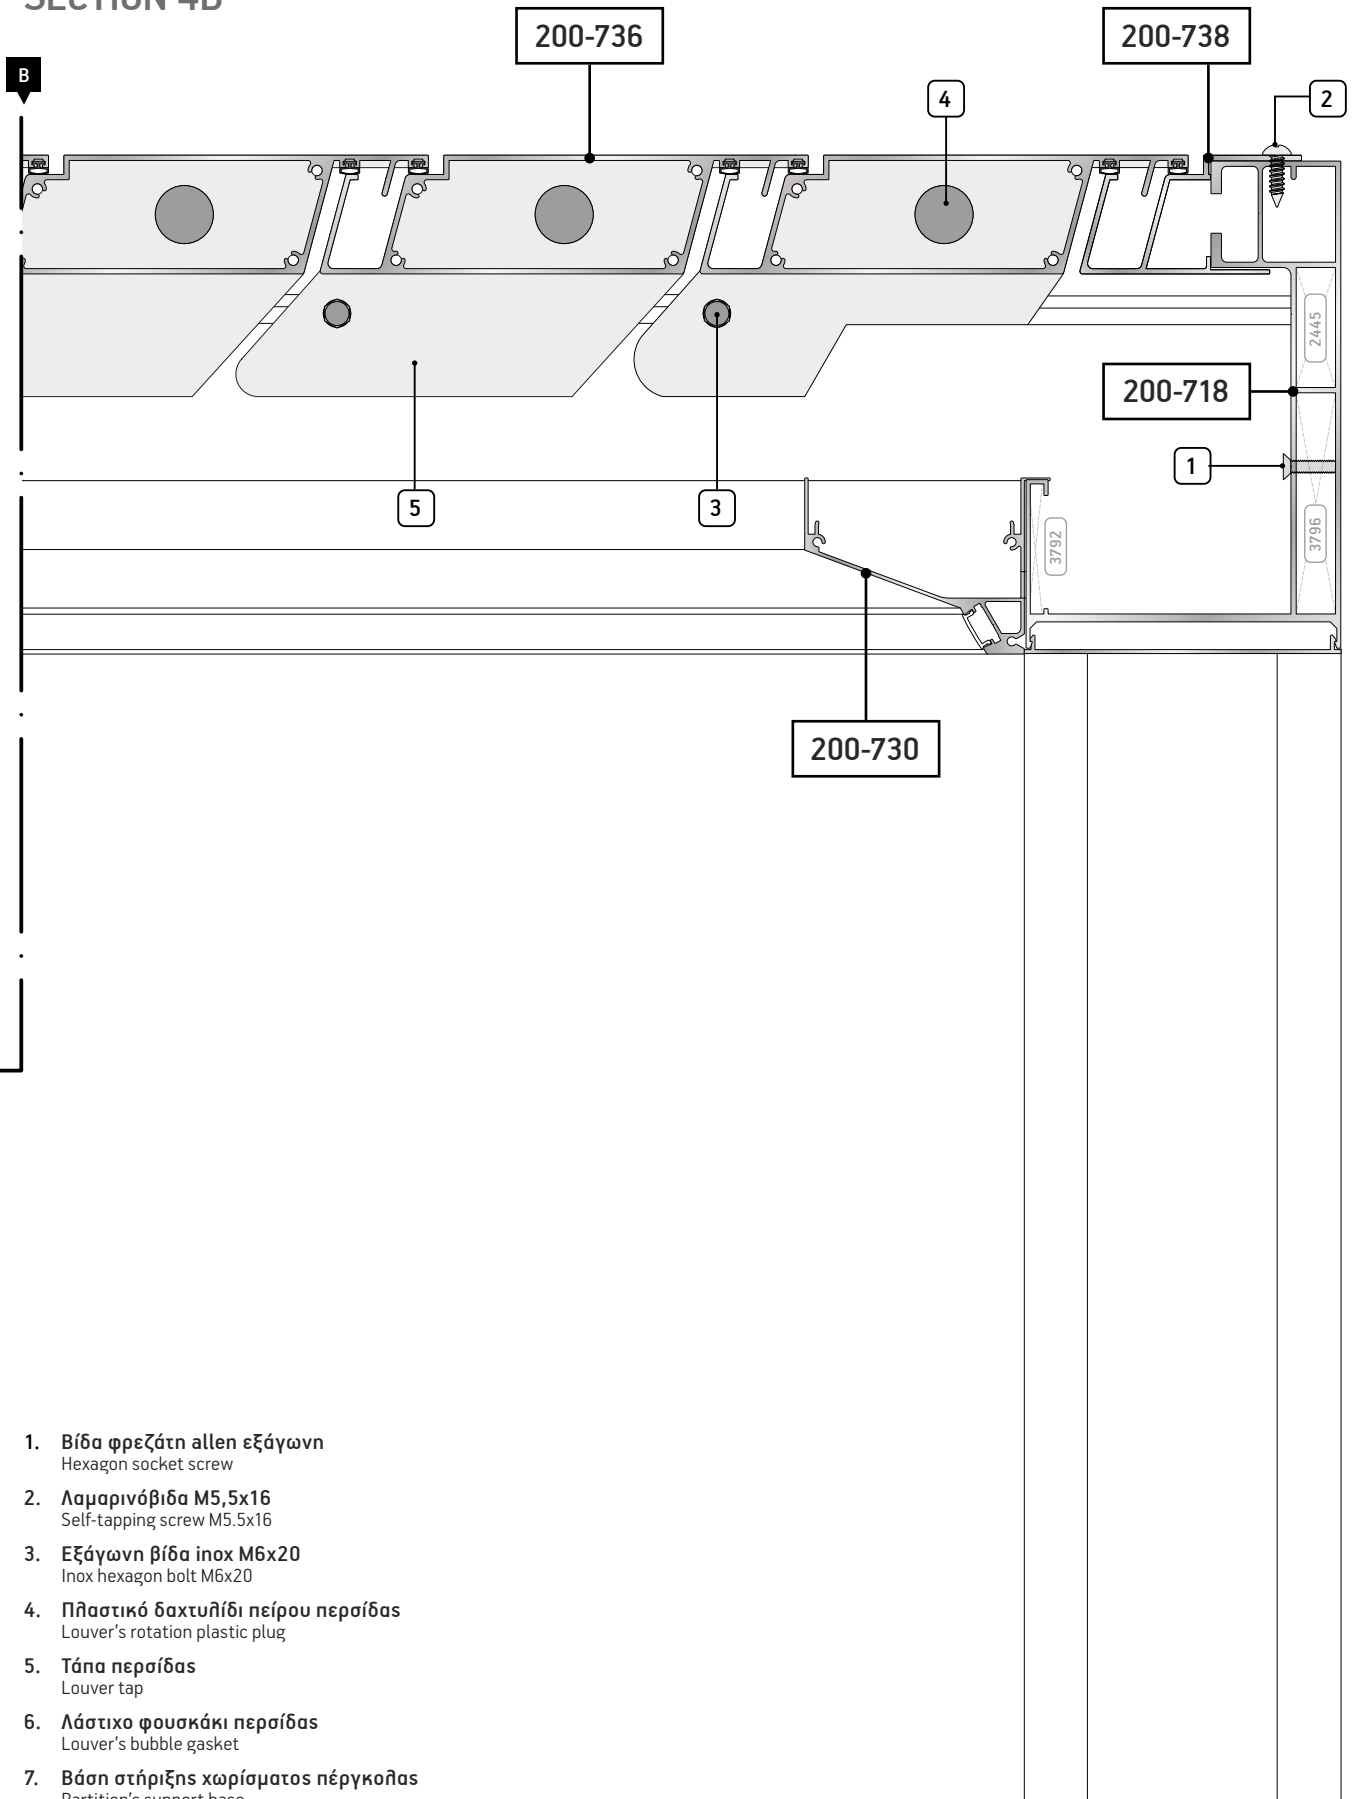 SECTION 4B
B
200-736
200-738
4
2
2445
200-718
1
5
3
3792
3796
200-730
1. Βίδα φρεζάτη allen εξάγωνη
Hexagon socket screw
2. Λαμαρινόβιδα M5,5x16
Self-tapping screw M5.5x16
3. Εξάγωνη βίδα inox M6x20
Inox hexagon bolt M6x20
4. Πλαστικό δαχτυλίδι πείρου περσίδας
Louver's rotation plastic plug
5. Τάπα περσίδας
Louver tap
6. Λάστιχο φουσκάκι περσίδας
Louver's bubble gasket
7. Βάση στήριξης χωρίσματος πέργκολας
Partition's support base